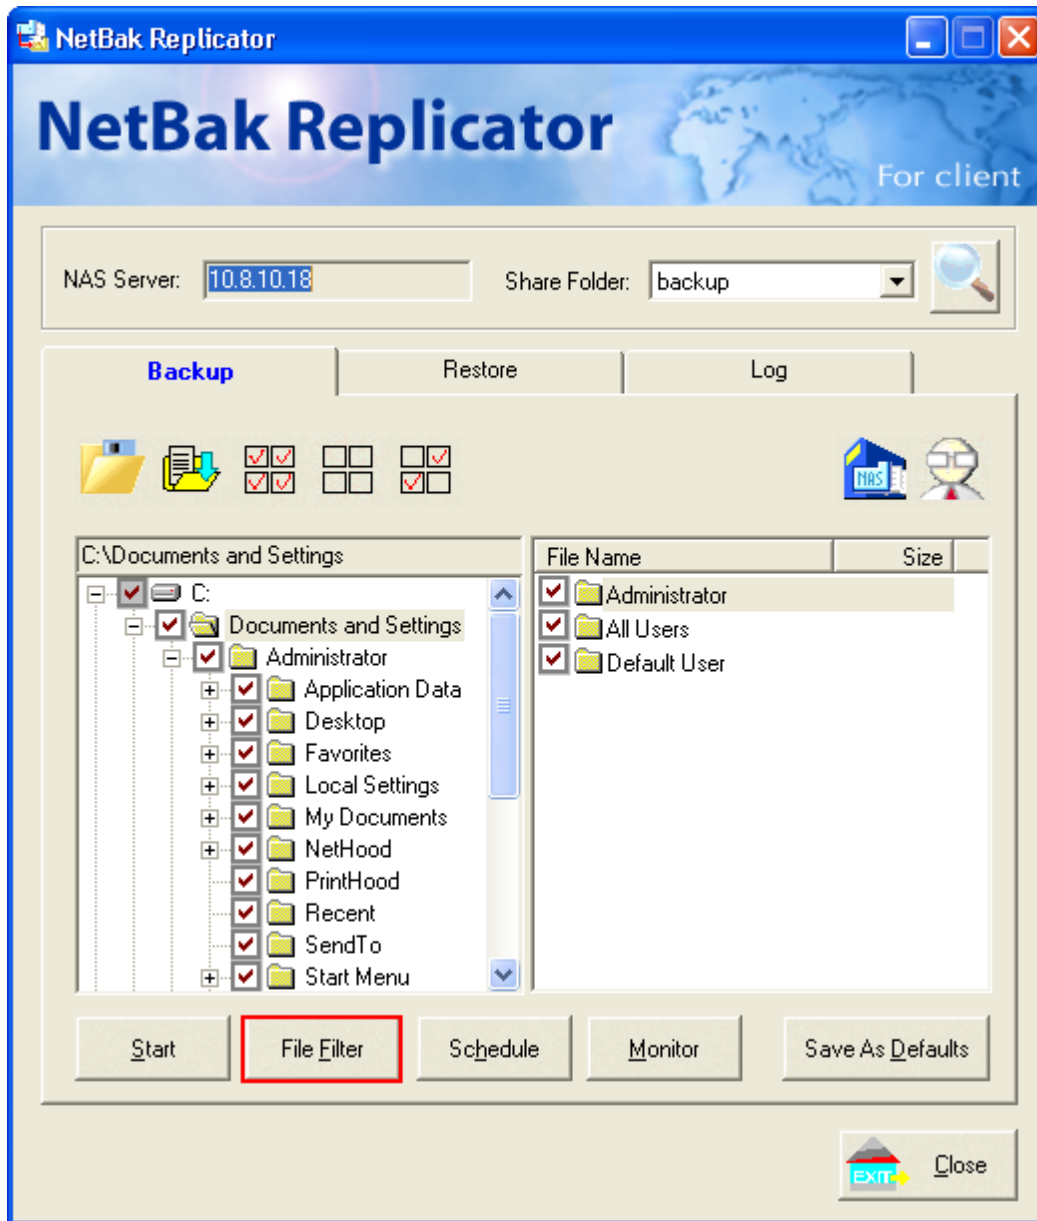 NetBak Replicator
NetBak Replicator
For client
NAS Server: 10.8.10.18 Share Folder: backup
Backup Restore Log
NAS
C:\Documents and Settings
File Name Size
C:
Documents and Settings
Administrator
Application Data
Desktop
Favorites
Local Settings
My Documents
NetHood
PrintHood
Recent
SendTo
Start Menu
Administrator
All Users
Default User
Start File Filter Schedule Monitor Save As Defaults
EXIT Close